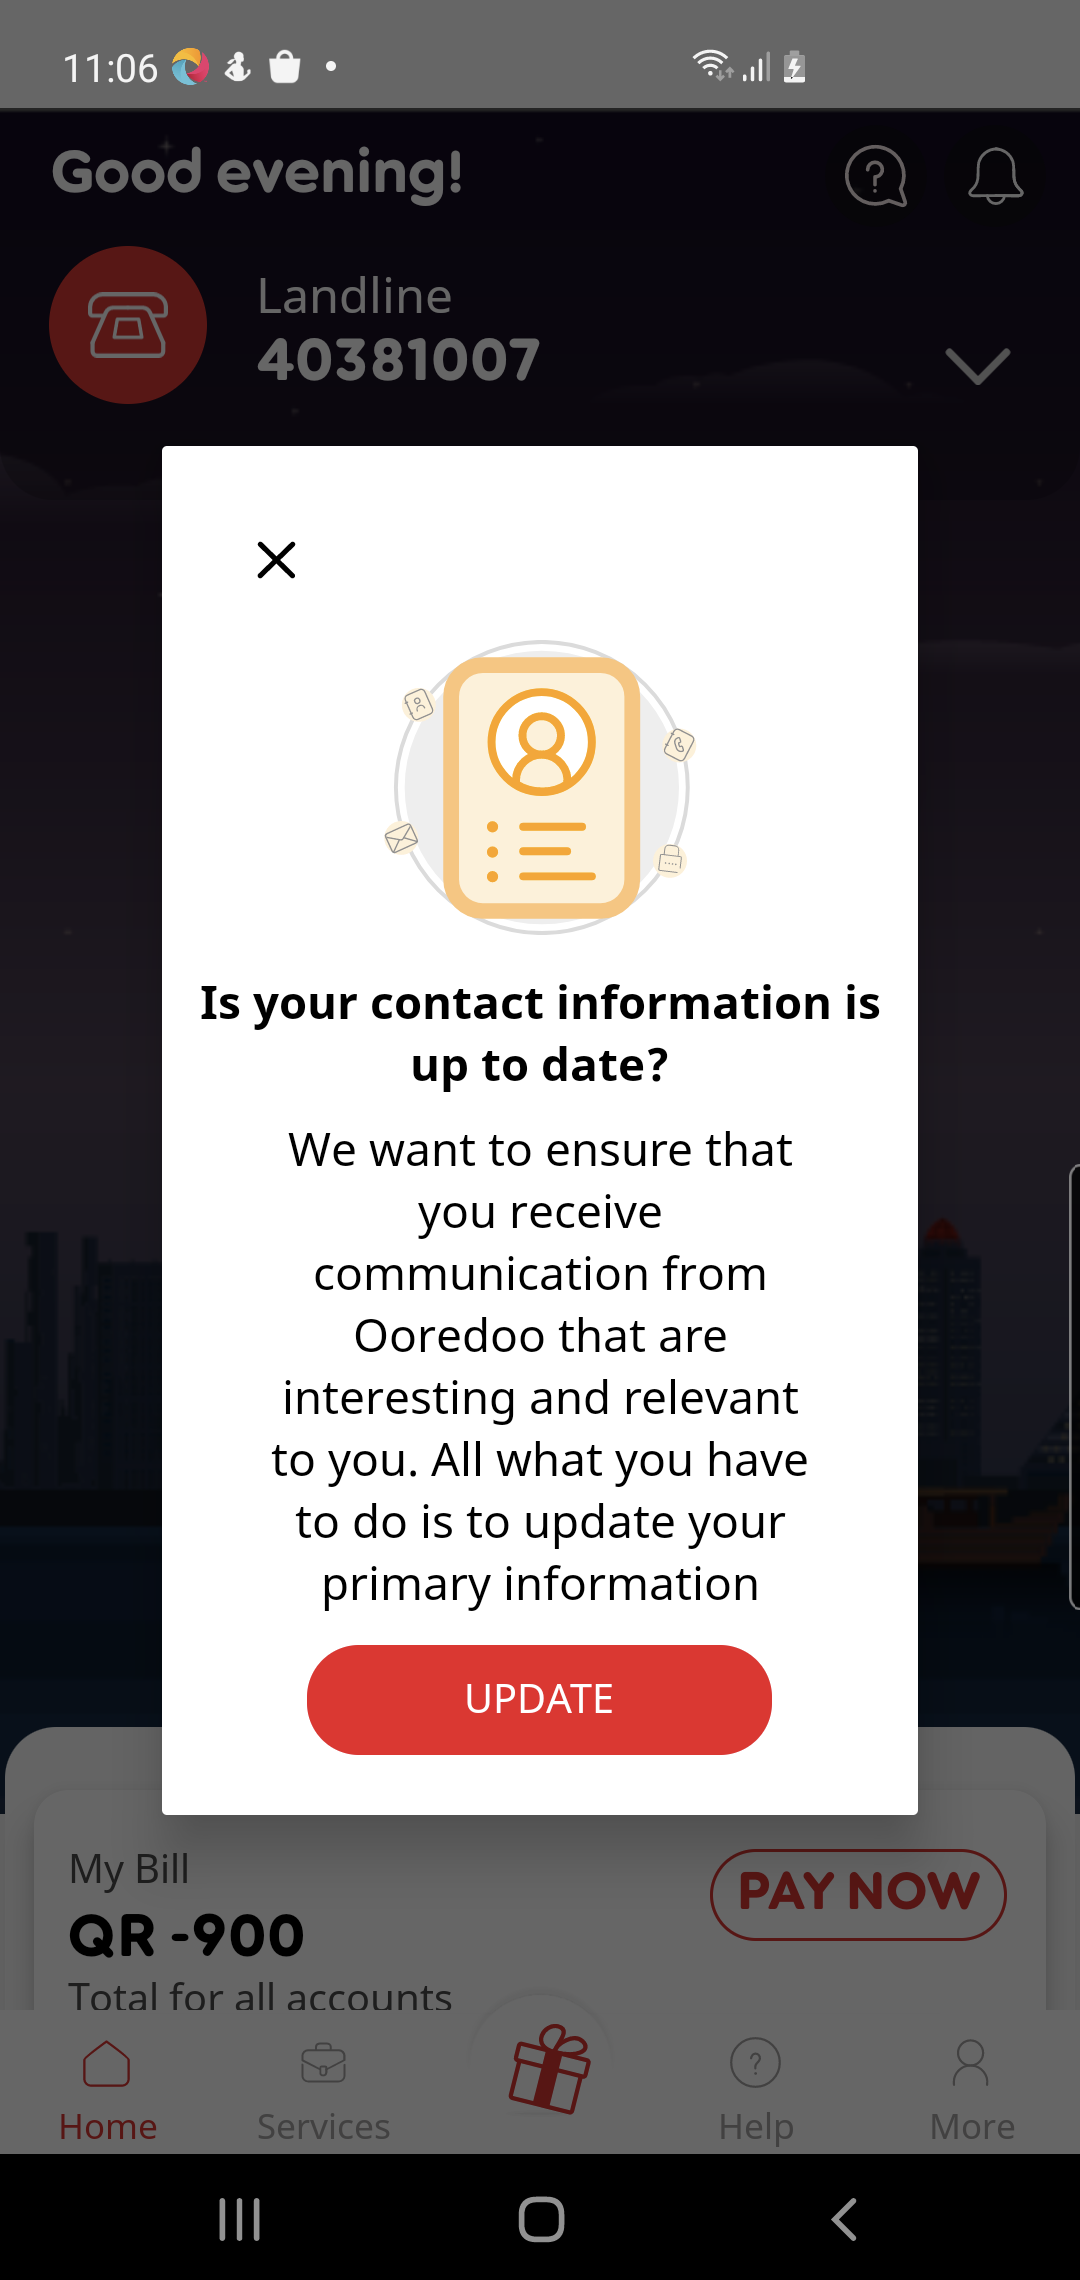 11:06
Good evening!
Landline
40381007
Is your contact information is
up to date?
We want to ensure that
you receive
communication from
Ooredoo that are
interesting and relevant
to you. All what you have
to do is to update your
primary information
UPDATE
My Bill
PAY NOW
QR -900
Total for all accounts
Home
Services
Help
More